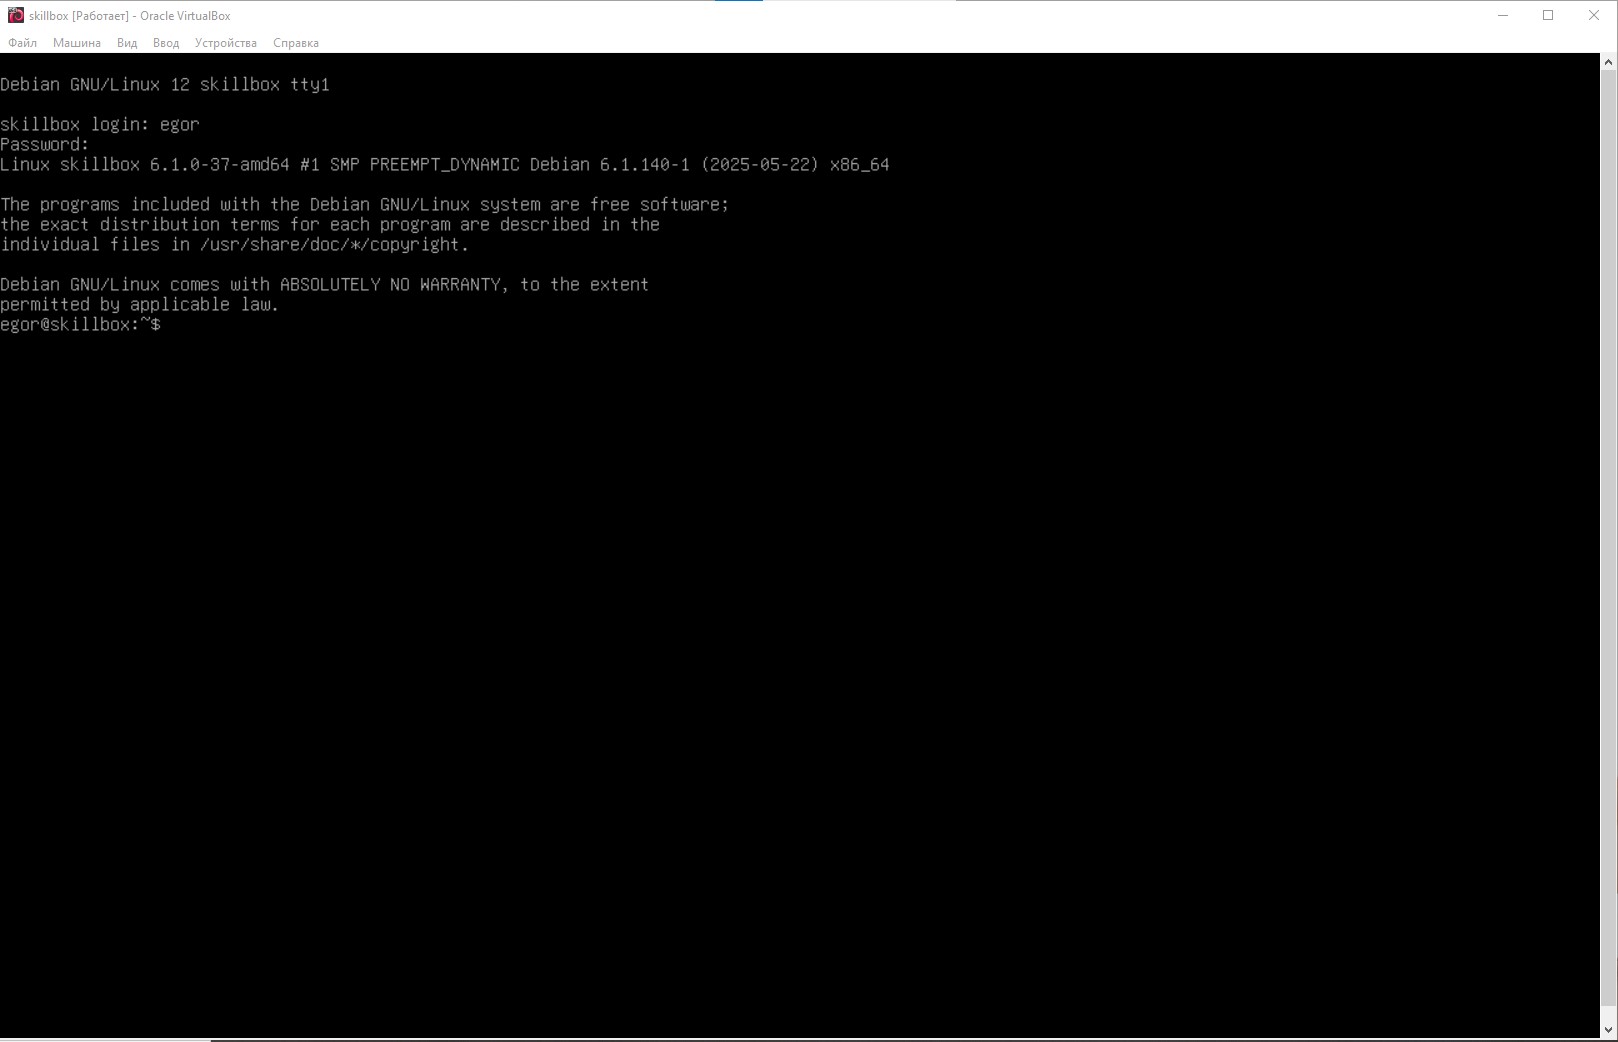 skillbox [Работает] - Oracle VirtualBox
Файл Машина Вид Ввод Устройства Справка
Debian GNU/Linux 12 skillbox tty1
skillbox login: egor
Password:
Linux skillbox 6.1.0-37-amd64 #1 SMP PREEMPT_DYNAMIC Debian 6.1.140-1 (2025-05-22) x86_64
The programs included with the Debian GNU/Linux system are free software;
the exact distribution terms for each program are described in the
individual files in /usr/share/doc/*/copyright.
Debian GNU/Linux comes with ABSOLUTELY NO WARRANTY, to the extent
permitted by applicable law.
egor@skillbox:~$